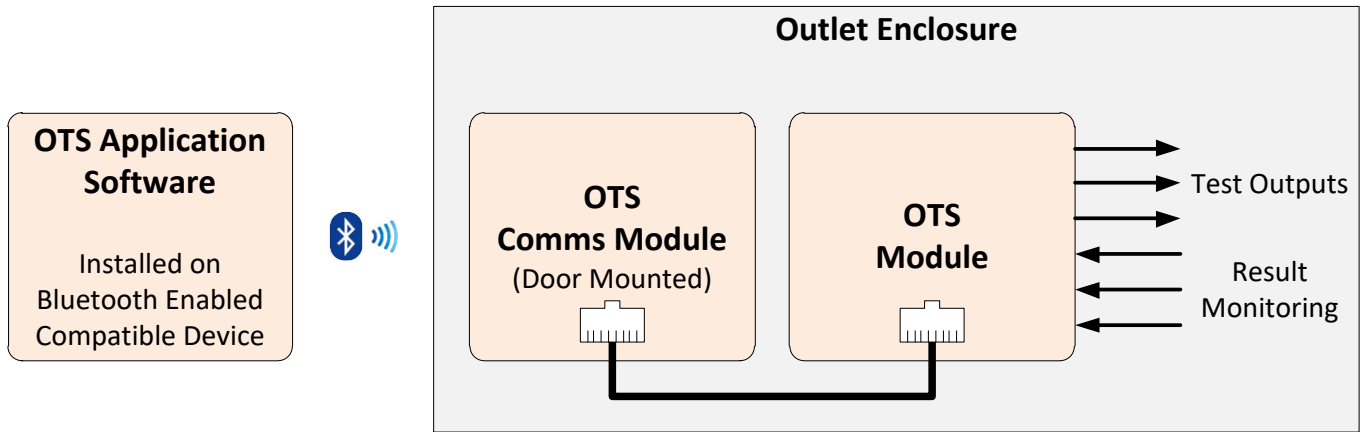 Outlet Enclosure
OTS Application
Software
Installed on
Bluetooth Enabled
Compatible Device
OTS
Comms Module
(Door Mounted)
OTS
Module
Test Outputs
Result
Monitoring